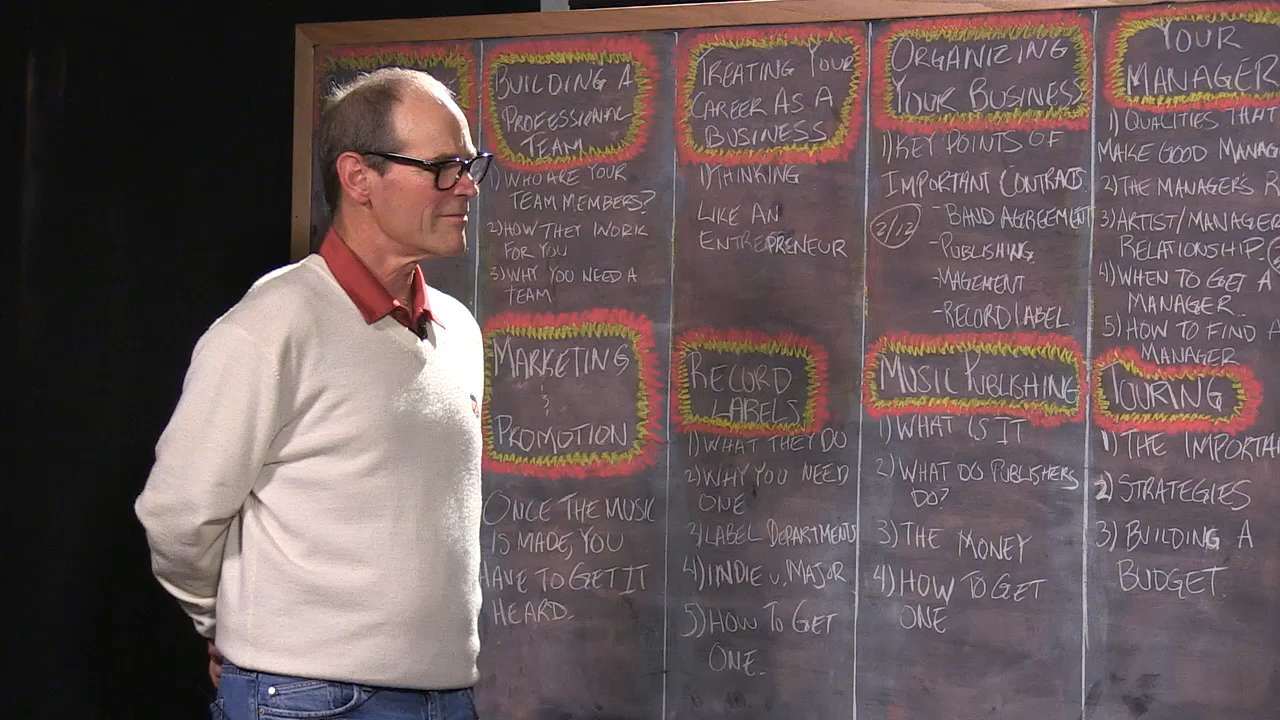 BUILDING A
PROFESSIONAL
TEAM
1) WHO ARE YOUR
TEAM MEMBERS?
2) HOW THEY WORK
FOR YOU
3) WHY YOU NEED A
TEAM
MARKETING
&
PROMOTION
ONCE THE MUSIC
IS MADE, YOU
HAVE TO GET IT
HEARD.
TREATING YOUR
CAREER AS A
BUSINESS
1) THINKING
LIKE AN
ENTREPRENEUR
RECORD
LABELS
1) WHAT THEY DO
2) WHY YOU NEED
ONE
3) LABEL DEPARTMENTS
4) INDIE v. MAJOR
5) HOW TO GET
ONE.
ORGANIZING
YOUR BUSINESS
1) KEY POINTS OF
IMPORTANT CONTRACTS
2/12
- BAND AGREEMENT
- PUBLISHING
- MAGEMENT
- RECORD LABEL
MUSIC PUBLISHING
1) WHAT IS IT
2) WHAT DO PUBLISHERS
DO?
3) THE MONEY
4) HOW TO GET
ONE
YOUR
MANAGER
1) QUALITIES THAT
MAKE GOOD MANAG
2) THE MANAGER'S R
3) ARTIST/MANAGER
RELATIONSHIP.
4) WHEN TO GET A
MANAGER.
5) HOW TO FIND A
MANAGER
TOURING
1) THE IMPORTA
2) STRATEGIES
3) BUILDING A
BUDGET.